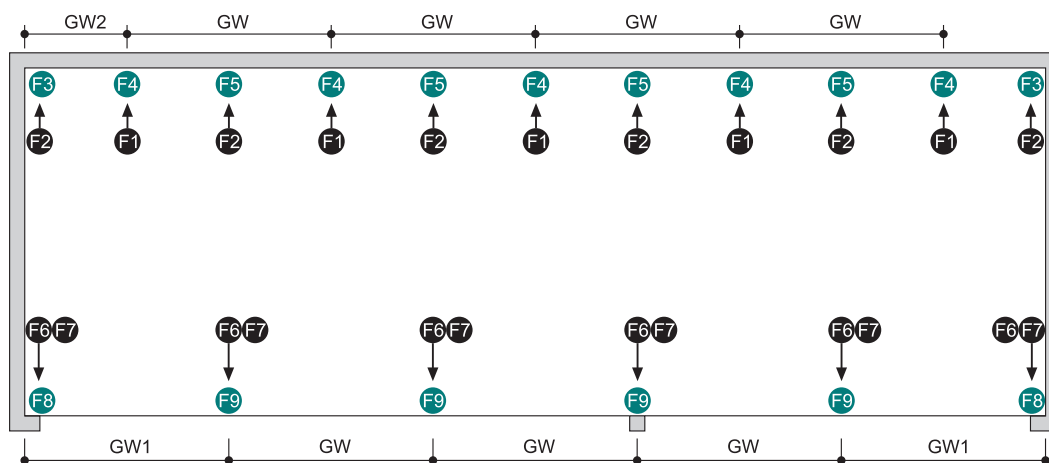 GW2 GW GW GW GW
F3 F4 F5 F4 F5 F4 F5 F4 F5 F4 F3
F2 F1 F2 F1 F2 F1 F2 F1 F2 F1 F2
F6 F7 F6 F7 F6 F7 F6 F7 F6 F7 F6 F7
F8 F9 F9 F9 F9 F8
GW1 GW GW GW GW1